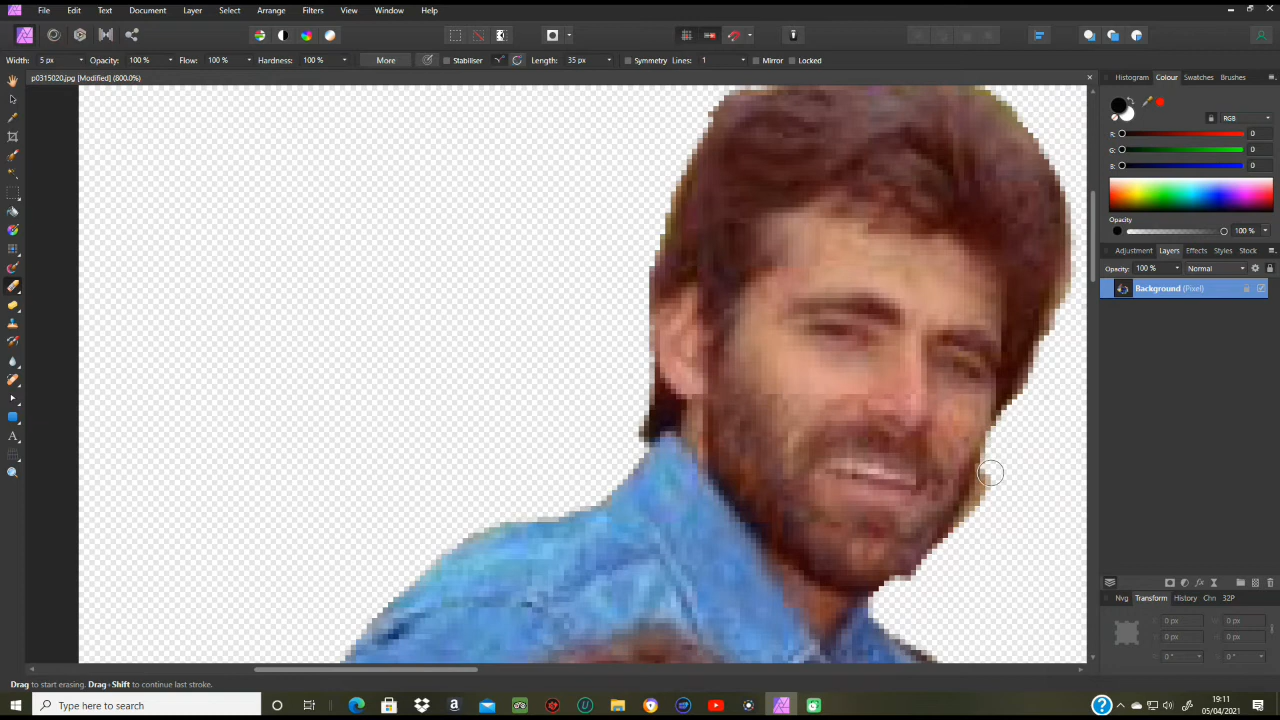 File Edit Text Document Layer Select Arrange Filters View Window Help
Width: 5 px Opacity: 100 % Flow: 100 % Hardness: 100 % More Stabiliser Length: 35 px Symmetry Lines: 1 Mirror Locked
p0315020.jpg [Modified] (800.0%)
Histogram Colour Swatches Brushes
RGB
R: 0
G: 0
B: 0
Opacity
100 %
Adjustment Layers Effects Styles Stock
Opacity: 100 % Normal
Background (Pixel)
Nvg Transform History Chn 32P
X: 0 px W: 0 px
Y: 0 px H: 0 px
0 ° S: 0 °
Drag to start erasing. Drag+Shift to continue last stroke.
Type here to search
19:11
05/04/2021